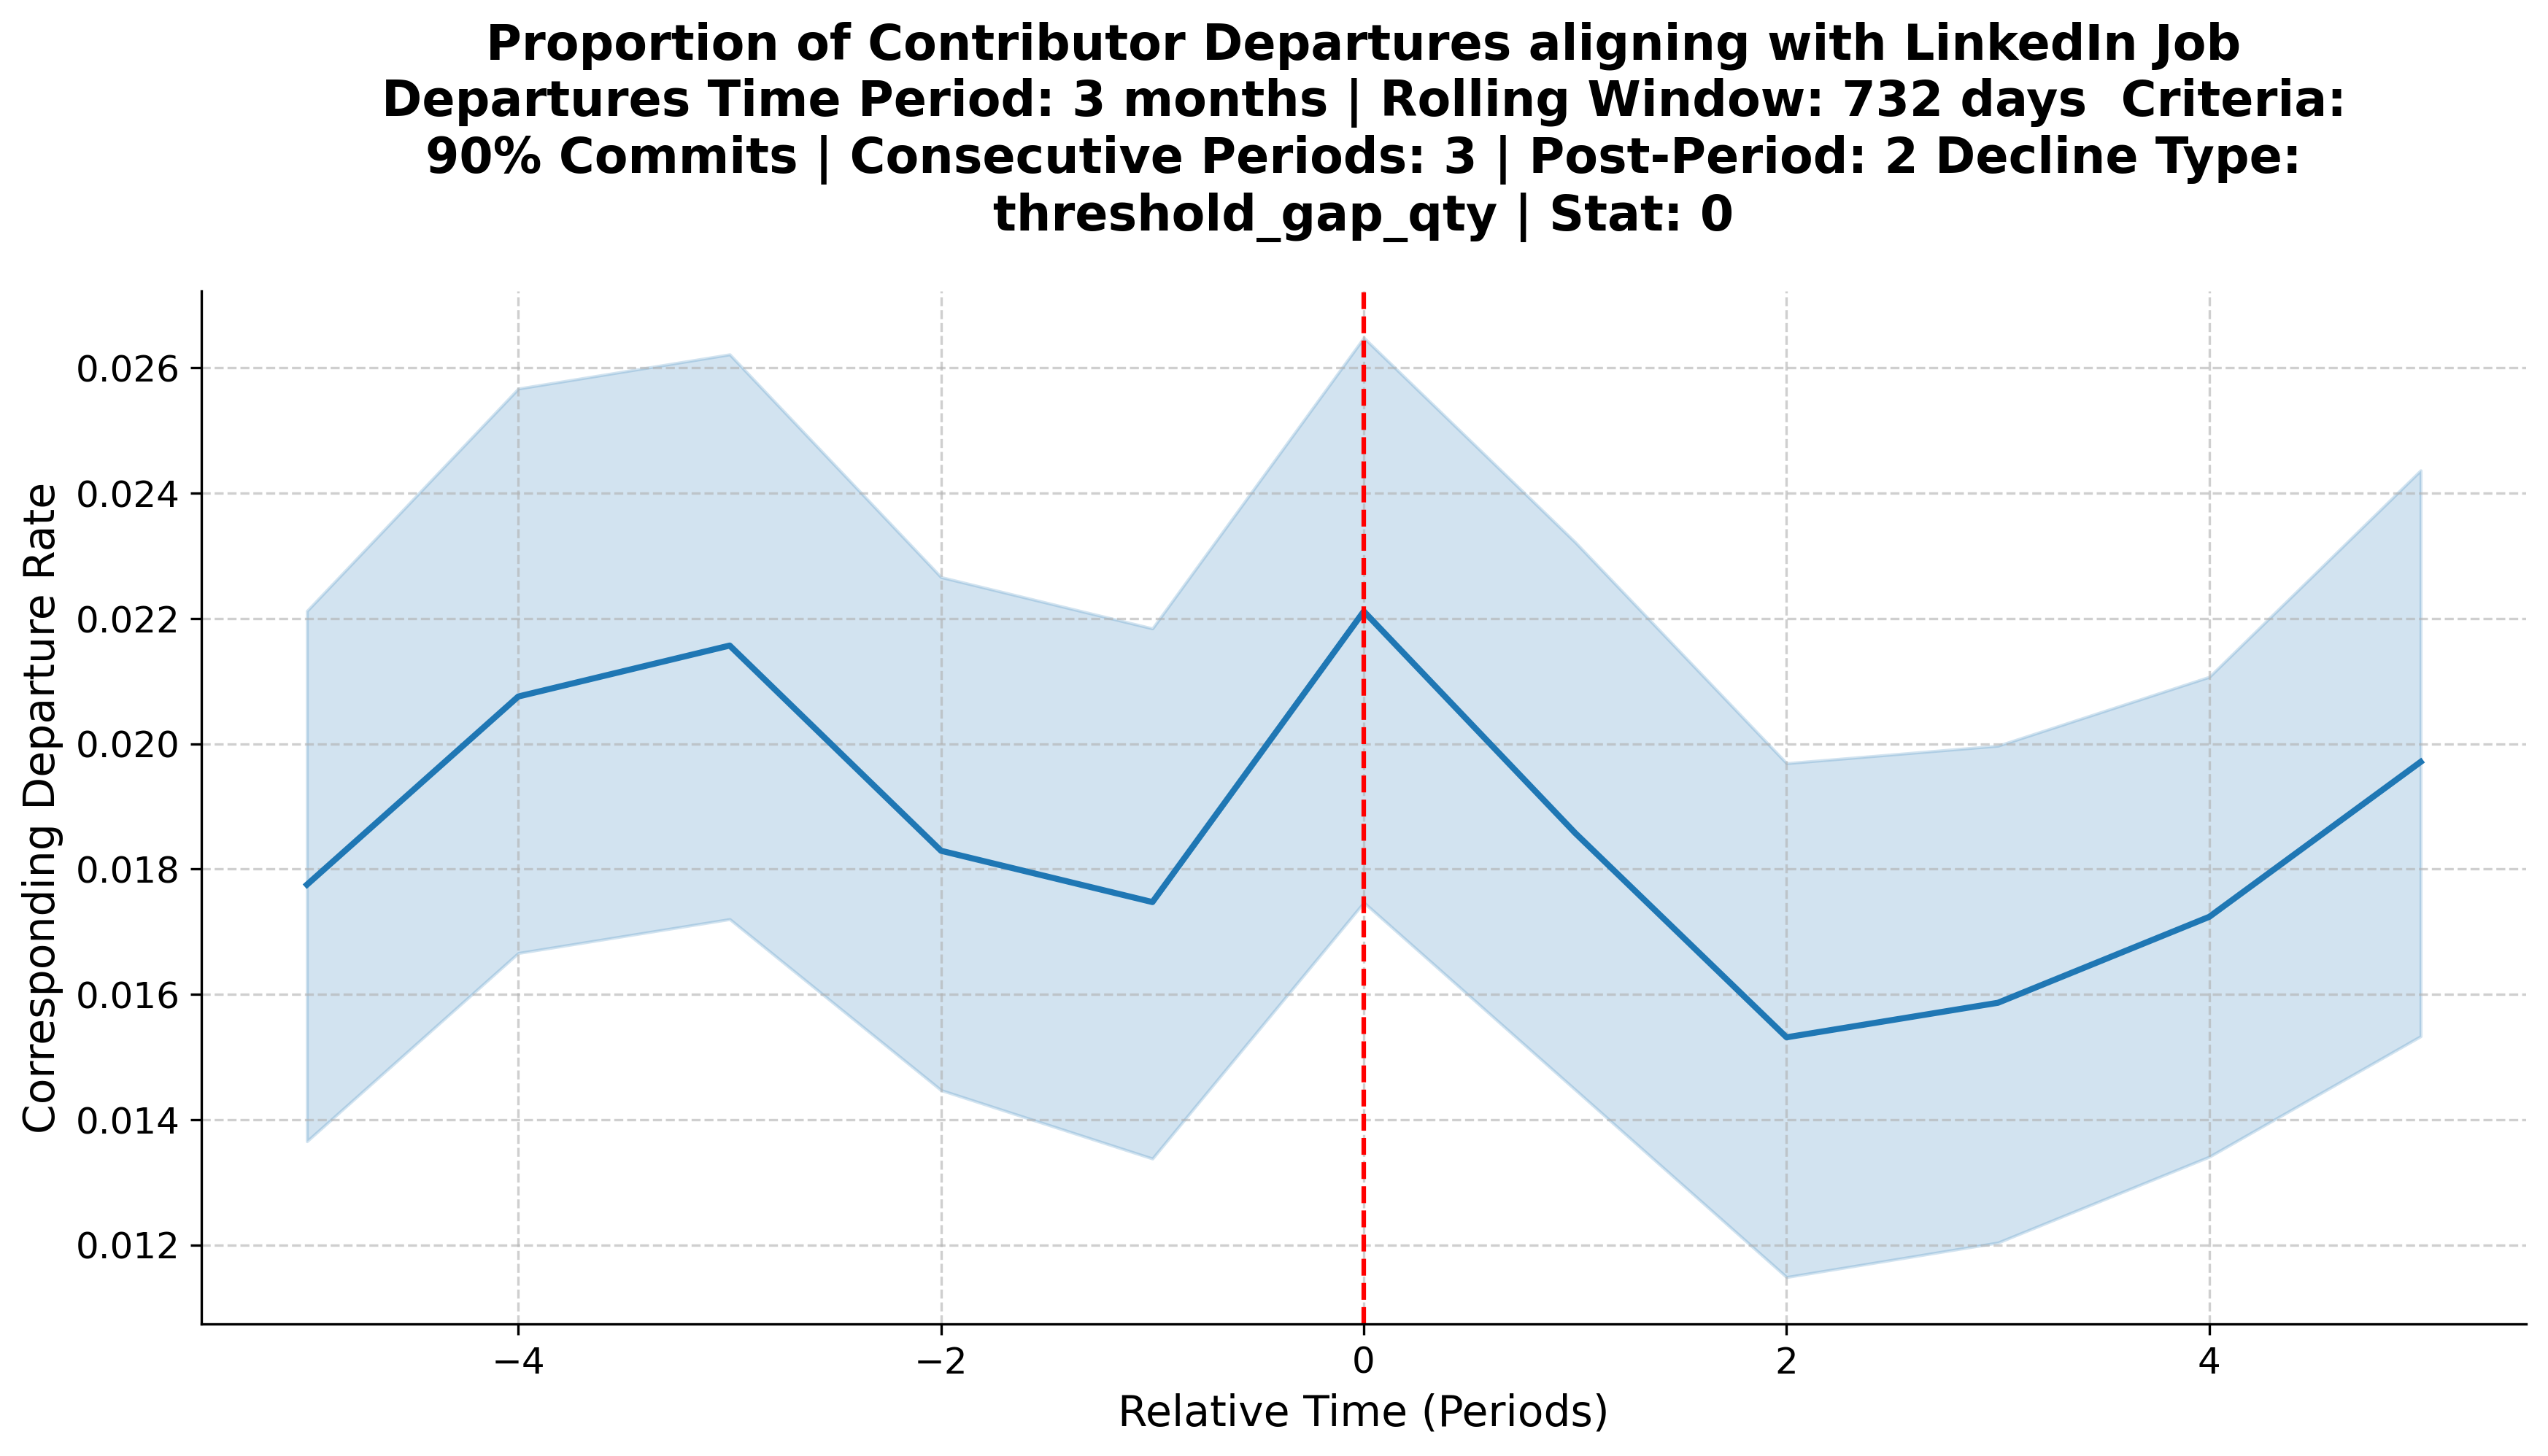 Proportion of Contributor Departures aligning with LinkedIn Job
Departures Time Period: 3 months | Rolling Window: 732 days  Criteria:
90% Commits | Consecutive Periods: 3 | Post-Period: 2 Decline Type:
threshold_gap_qty | Stat: 0
Corresponding Departure Rate
0.026
0.024
0.022
0.020
0.018
0.016
0.014
0.012
−4
−2
0
2
4
Relative Time (Periods)